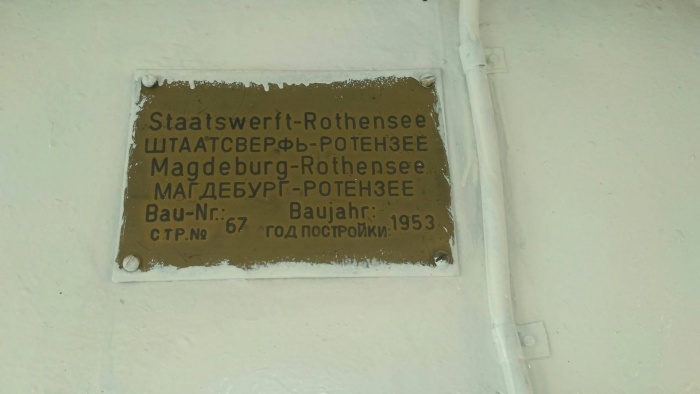 Staatswerft-Rothensee
ШТААТСВЕРФЬ-РОТЕНЗЕЕ
Magdeburg-Rothensee
МАГДЕБУРГ-РОТЕНЗЕЕ
Bau-Nr.: 67 Baujahr: 1953
СТР.№ ГОД ПОСТРОЙКИ: